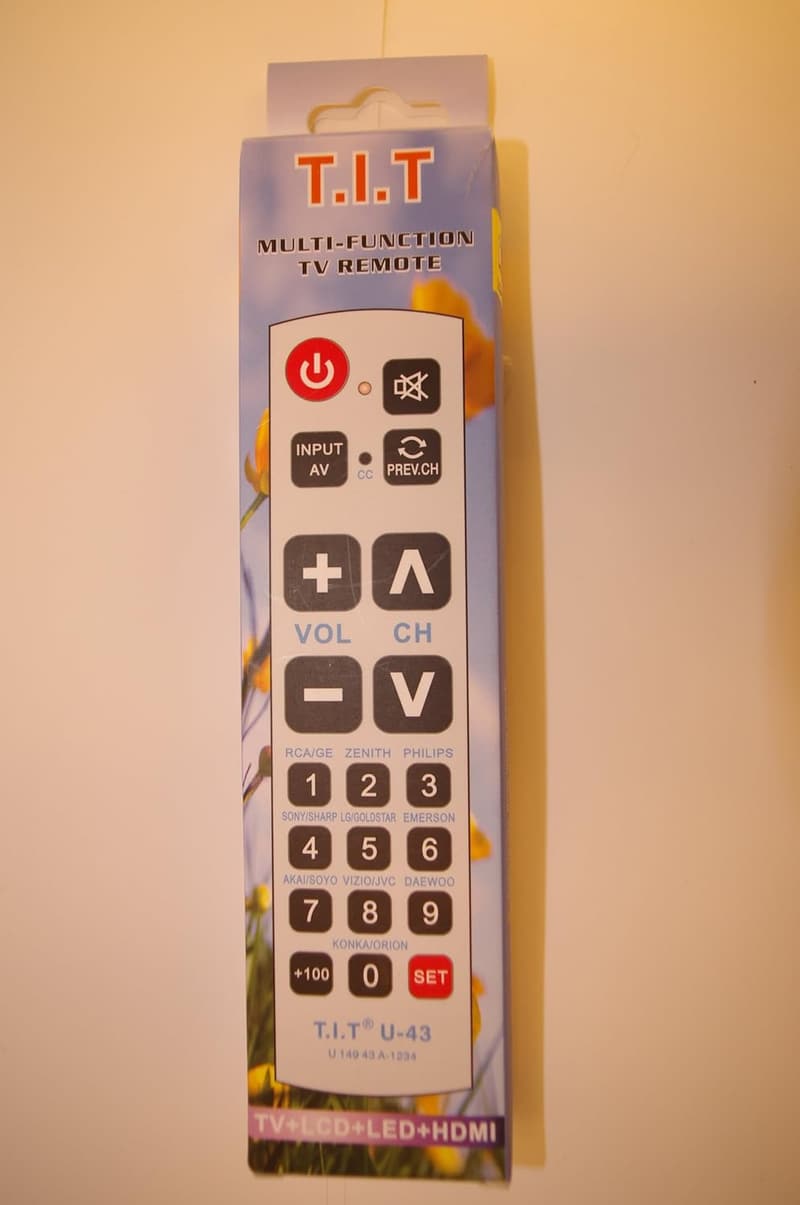 T.I.T
MULTI-FUNCTION
TV REMOTE
INPUT
AV
CC
PREV.CH
VOL CH
RCA/GE ZENITH PHILIPS
1 2 3
SONY/SHARP LG/GOLDSTAR EMERSON
4 5 6
AKAI/SOYO VIZIO/JVC DAEWOO
7 8 9
KONKA/ORION
+100 0 SET
T.I.T® U-43
U 149 43 A-1234
TV+LCD+LED+HDMI